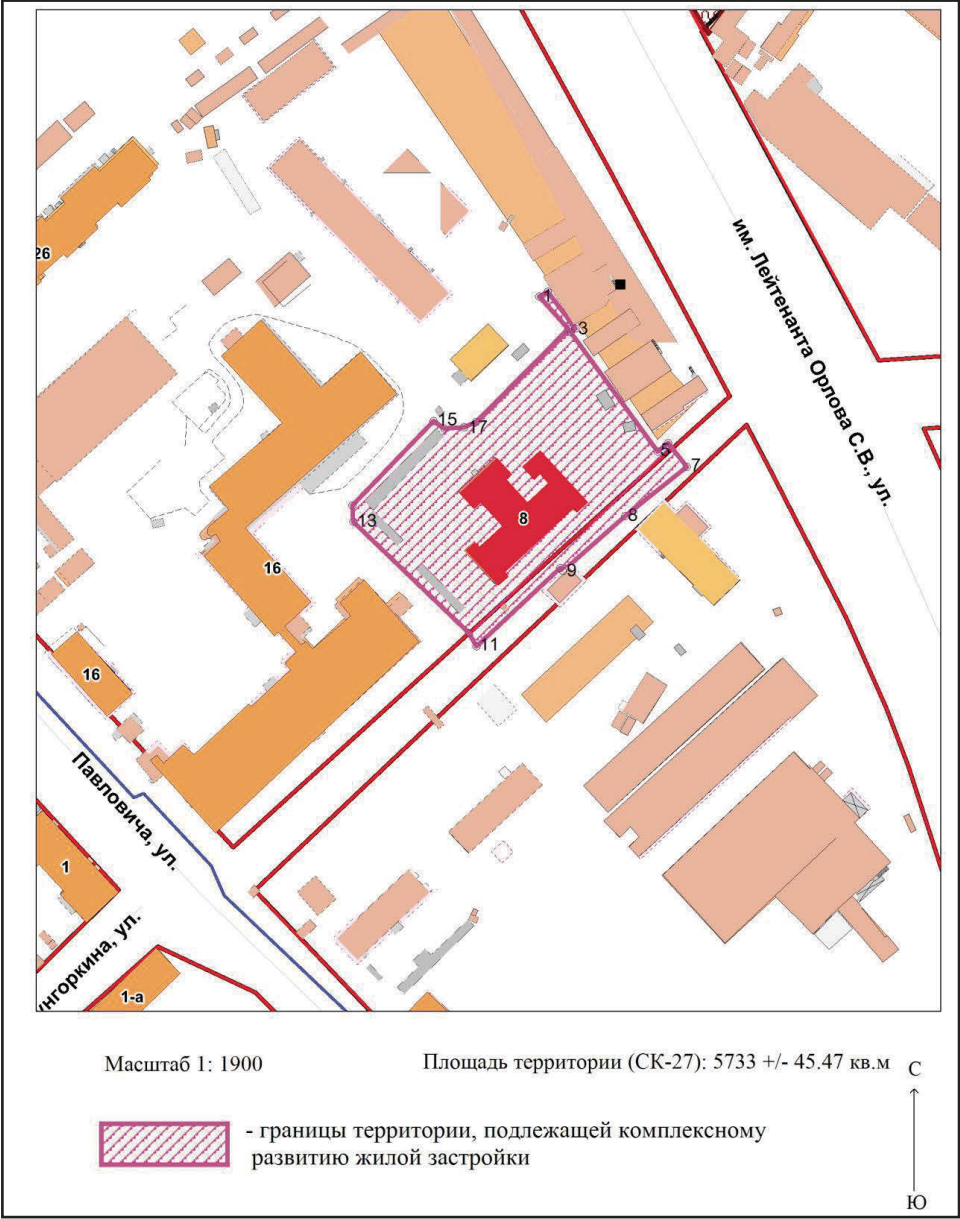 26
им. Лейтенанта Орлова С.В., ул.
1
3
15
17
5
7
13
8
8
16
9
11
16
Павловича, ул.
1
нгоркина, ул.
1-а
Масштаб 1: 1900
Площадь территории (СК-27): 5733 +/- 45.47 кв.м
С
- границы территории, подлежащей комплексному
развитию жилой застройки
Ю